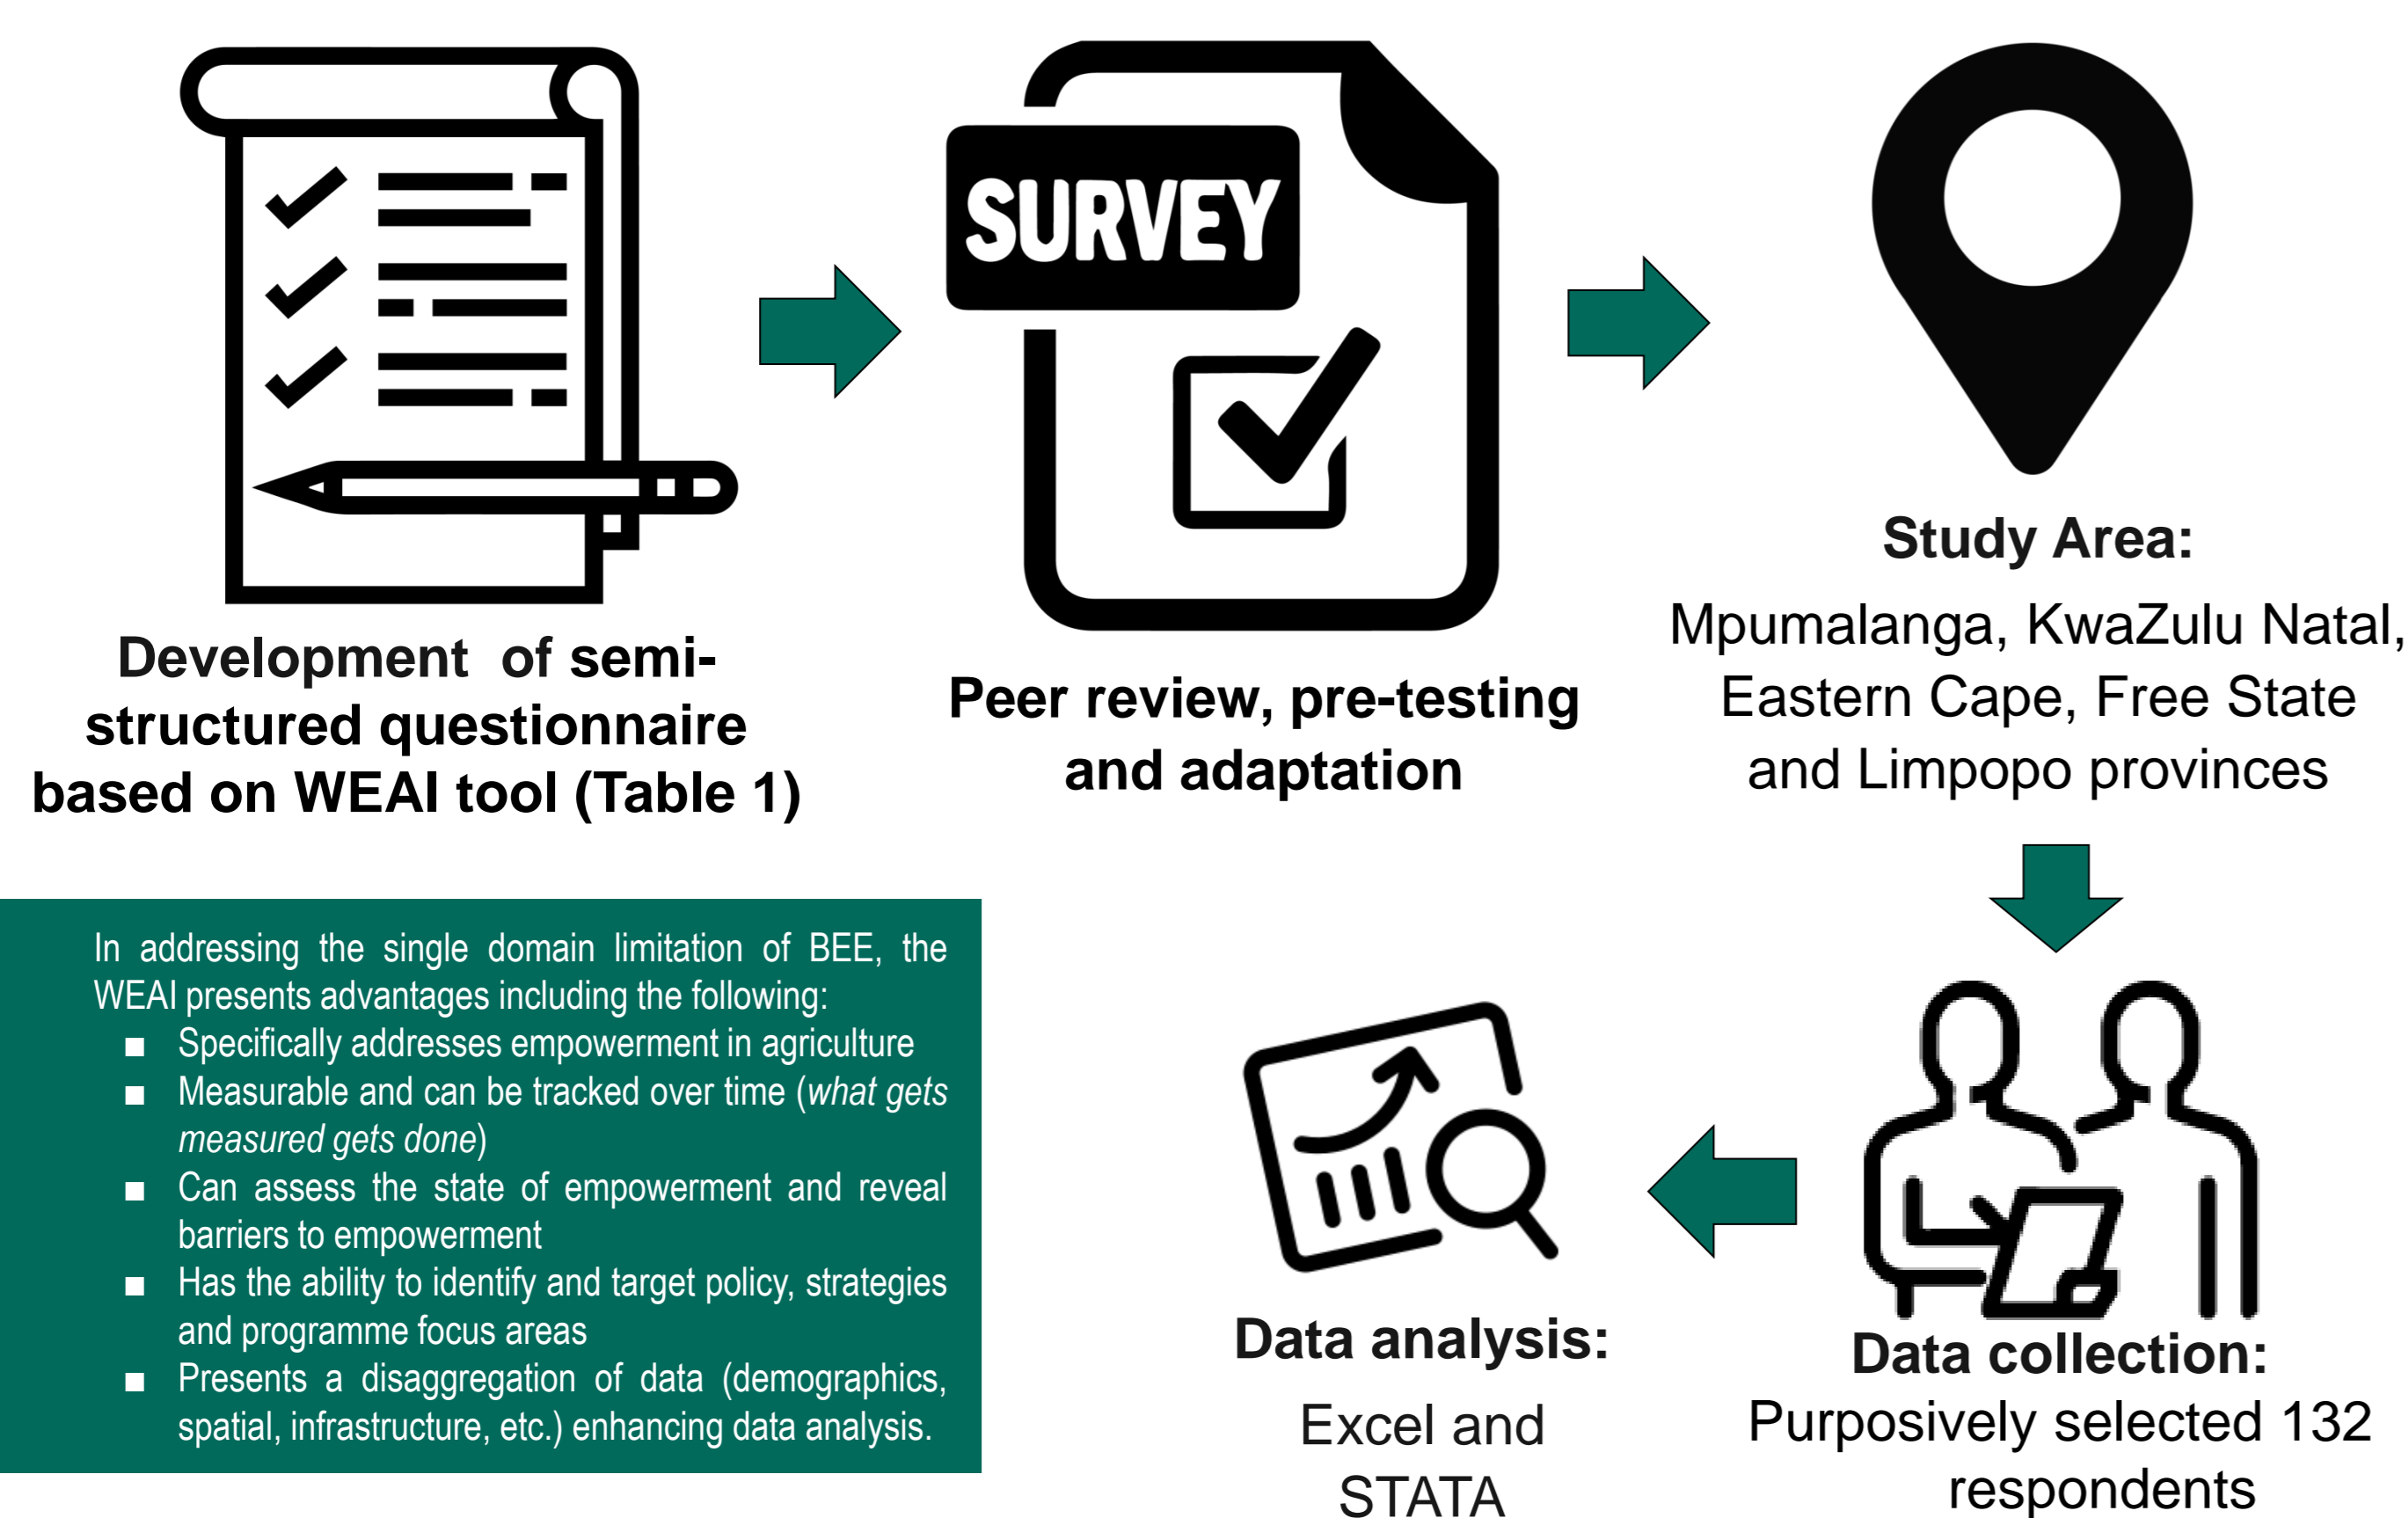 SURVEY
Development of semi-
structured questionnaire
based on WEAI tool (Table 1)
Peer review, pre-testing
and adaptation
Study Area:
Mpumalanga, KwaZulu Natal,
Eastern Cape, Free State
and Limpopo provinces
In addressing the single domain limitation of BEE, the
WEAI presents advantages including the following:
■ Specifically addresses empowerment in agriculture
■ Measurable and can be tracked over time (what gets
measured gets done)
■ Can assess the state of empowerment and reveal
barriers to empowerment
■ Has the ability to identify and target policy, strategies
and programme focus areas
■ Presents a disaggregation of data (demographics,
spatial, infrastructure, etc.) enhancing data analysis.
Data analysis:
Excel and
STATA
Data collection:
Purposively selected 132
respondents